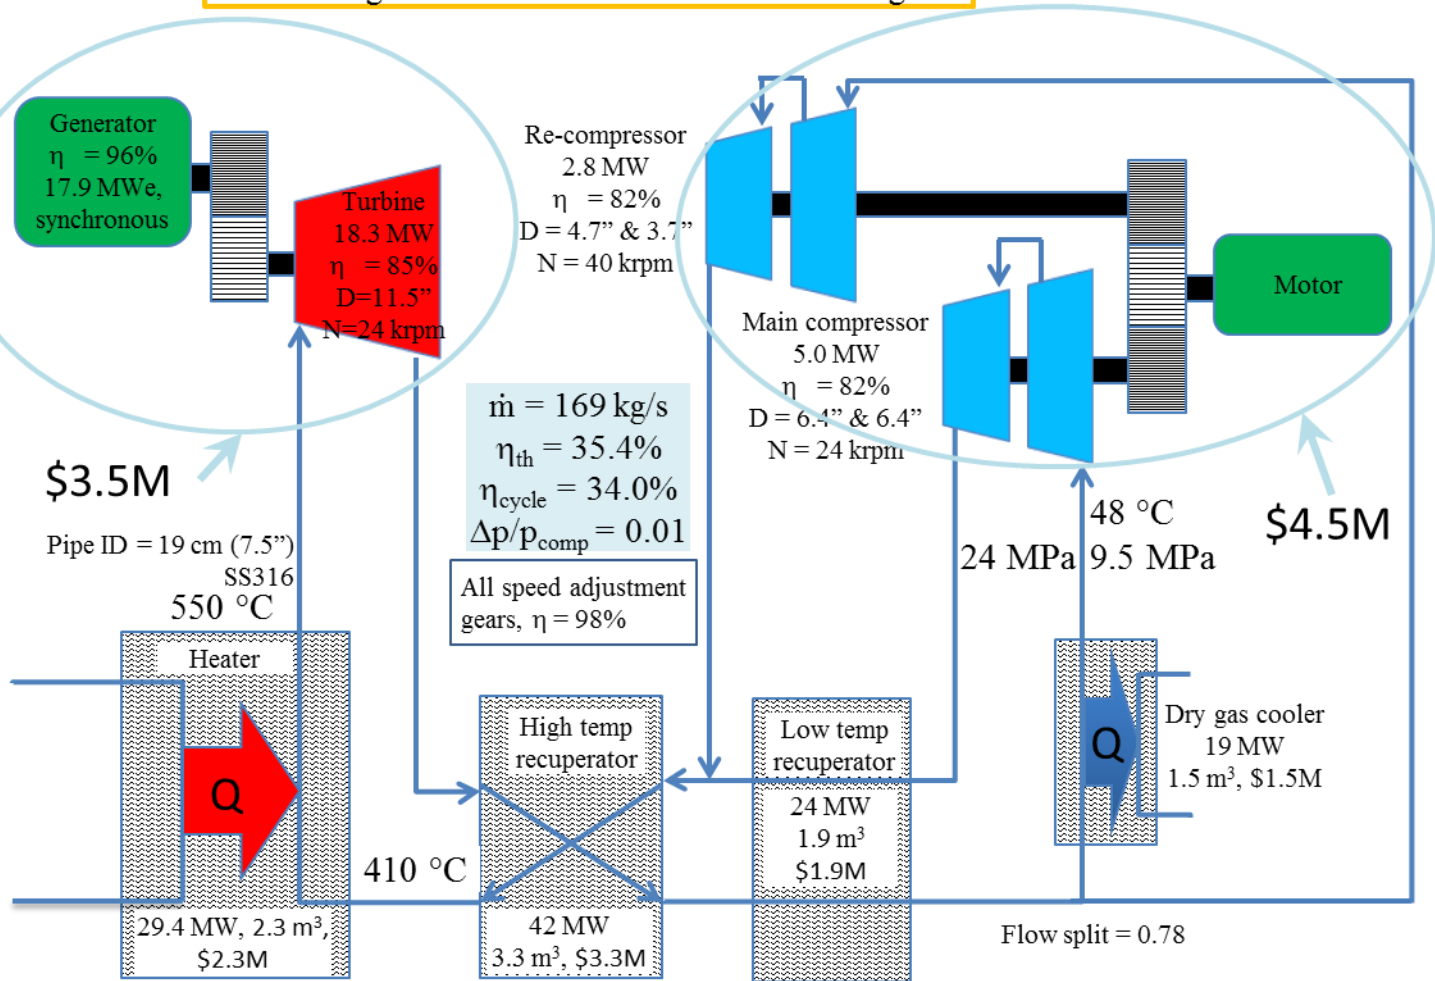 Generator
η = 96%
17.9 MWe,
synchronous
Turbine
18.3 MW
η = 85%
D=11.5”
N=24 krpm
Re-compressor
2.8 MW
η = 82%
D = 4.7” & 3.7”
N = 40 krpm
Main compressor
5.0 MW
η = 82%
D = 6.4” & 6.4”
N = 24 krpm
Motor
ṁ = 169 kg/s
ηth = 35.4%
ηcycle = 34.0%
Δp/pcomp = 0.01
$3.5M
$4.5M
Pipe ID = 19 cm (7.5”)
SS316
550 °C
All speed adjustment
gears, η = 98%
48 °C
24 MPa
9.5 MPa
Heater
Q
29.4 MW, 2.3 m³,
$2.3M
410 °C
High temp
recuperator
42 MW
3.3 m³, $3.3M
Low temp
recuperator
24 MW
1.9 m³
$1.9M
Q
Dry gas cooler
19 MW
1.5 m³, $1.5M
Flow split = 0.78